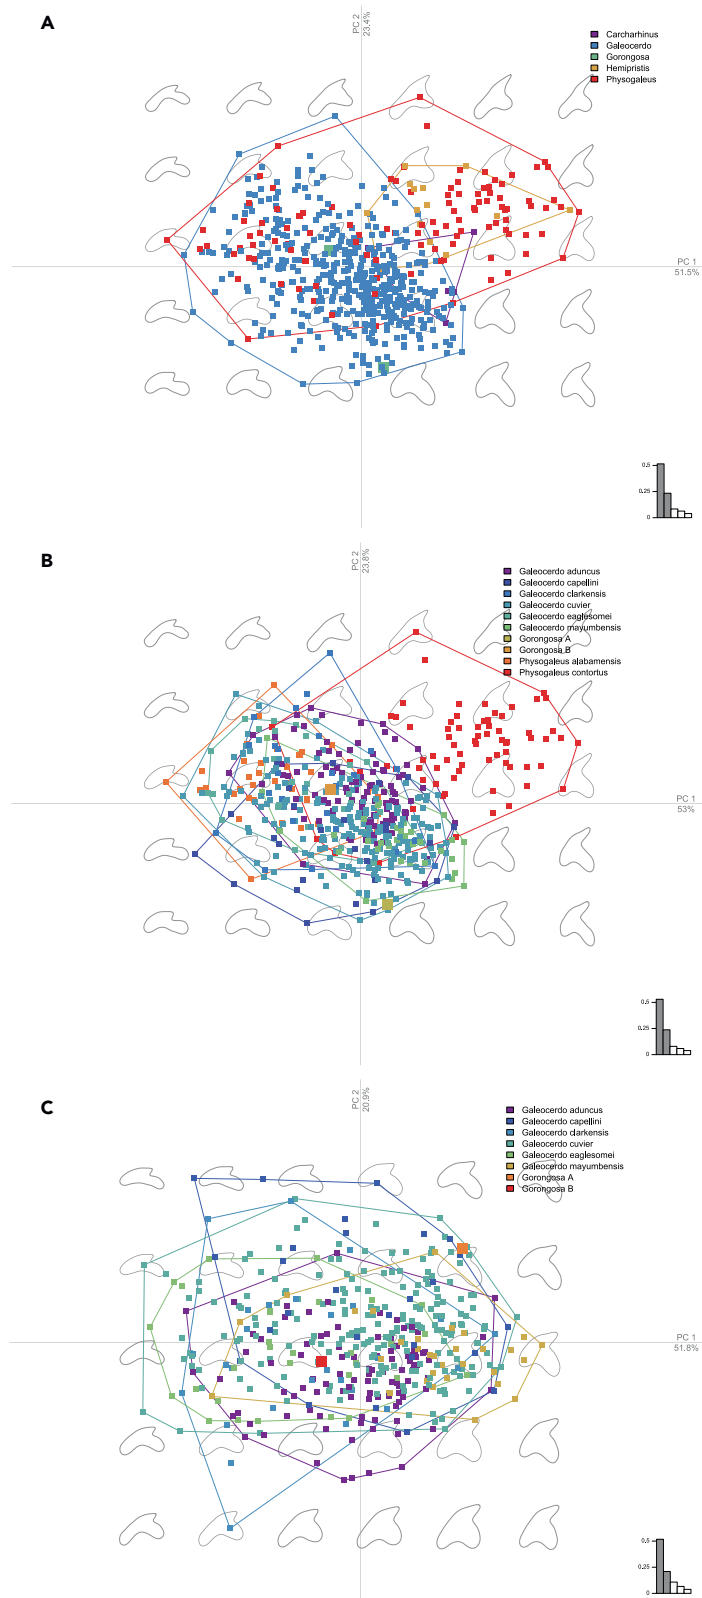 A
PC 2
23.4%
Carcharhinus
Galeocerdo
Gorongosa
Hemipristis
Physogaleus
PC 1
51.5%
0.5
0.25
0
B
PC 2
23.8%
Galeocerdo aduncus
Galeocerdo capellini
Galeocerdo clarkensis
Galeocerdo cuvier
Galeocerdo eaglesomei
Galeocerdo mayumbensis
Gorongosa A
Gorongosa B
Physogaleus alabamensis
Physogaleus contortus
PC 1
53%
0.5
0.25
0
C
PC 2
20.9%
Galeocerdo aduncus
Galeocerdo capellini
Galeocerdo clarkensis
Galeocerdo cuvier
Galeocerdo eaglesomei
Galeocerdo mayumbensis
Gorongosa A
Gorongosa B
PC 1
51.8%
0.5
0.25
0